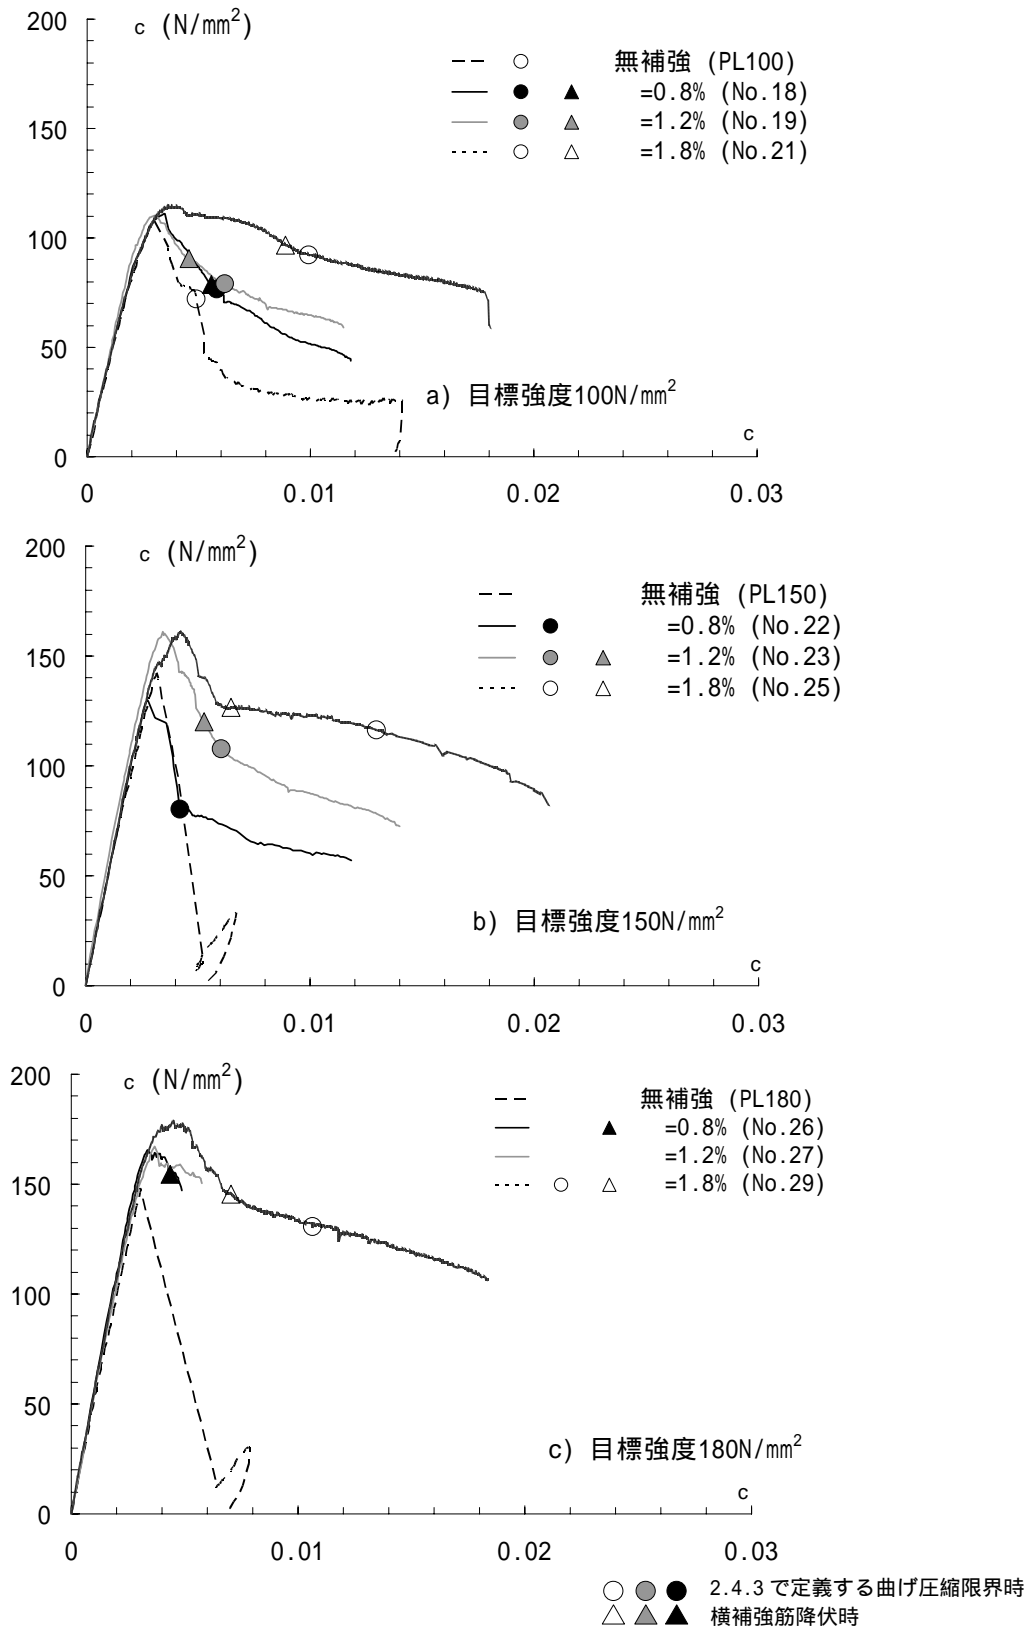 200
c (N/mm²)
無補強 (PL100)
=0.8% (No.18)
=1.2% (No.19)
=1.8% (No.21)
150
100
50
a) 目標強度100N/mm²
c
0
0 0.01 0.02 0.03
200
c (N/mm²)
無補強 (PL150)
=0.8% (No.22)
=1.2% (No.23)
=1.8% (No.25)
150
100
50
b) 目標強度150N/mm²
c
0
0 0.01 0.02 0.03
200
c (N/mm²)
無補強 (PL180)
=0.8% (No.26)
=1.2% (No.27)
=1.8% (No.29)
150
100
50
c) 目標強度180N/mm²
c
0
0 0.01 0.02 0.03
2.4.3で定義する曲げ圧縮限界時
横補強筋降伏時